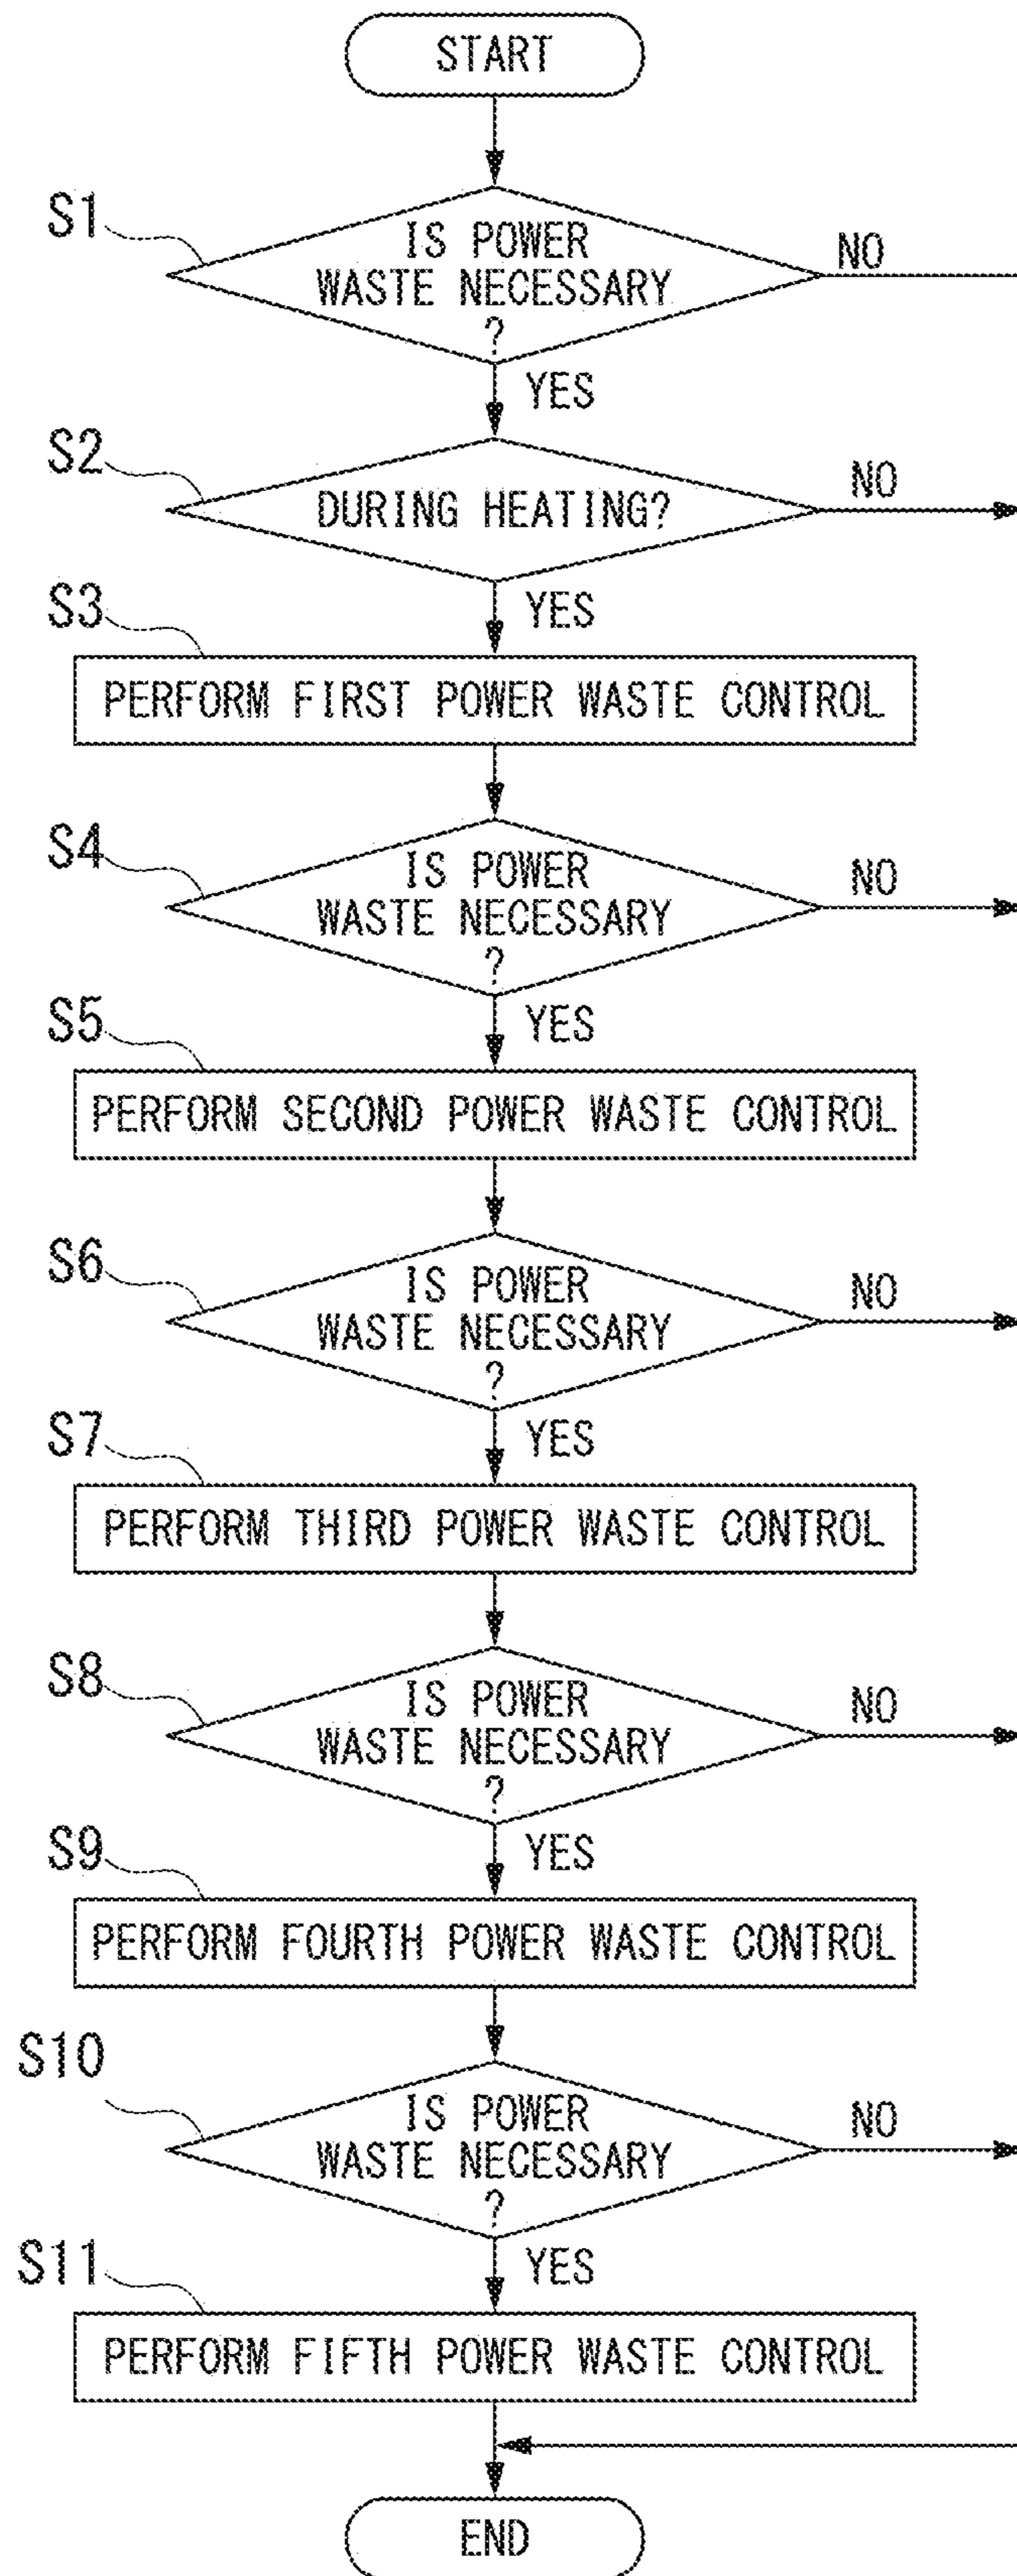 START
S1
IS POWER
WASTE NECESSARY
?
NO
YES
S2
DURING HEATING?
NO
YES
S3
PERFORM FIRST POWER WASTE CONTROL
S4
IS POWER
WASTE NECESSARY
?
NO
YES
S5
PERFORM SECOND POWER WASTE CONTROL
S6
IS POWER
WASTE NECESSARY
?
NO
YES
S7
PERFORM THIRD POWER WASTE CONTROL
S8
IS POWER
WASTE NECESSARY
?
NO
YES
S9
PERFORM FOURTH POWER WASTE CONTROL
S10
IS POWER
WASTE NECESSARY
?
NO
YES
S11
PERFORM FIFTH POWER WASTE CONTROL
END